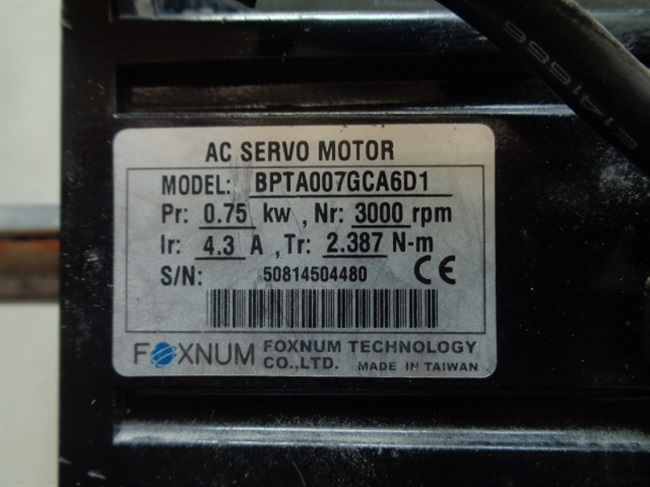 AC SERVO MOTOR
MODEL: BPTA007GCA6D1
Pr: 0.75 kw , Nr: 3000 rpm
Ir: 4.3 A , Tr: 2.387 N-m
S/N: 50814504480 CE
FOXNUM FOXNUM TECHNOLOGY
CO.,LTD. MADE IN TAIWAN